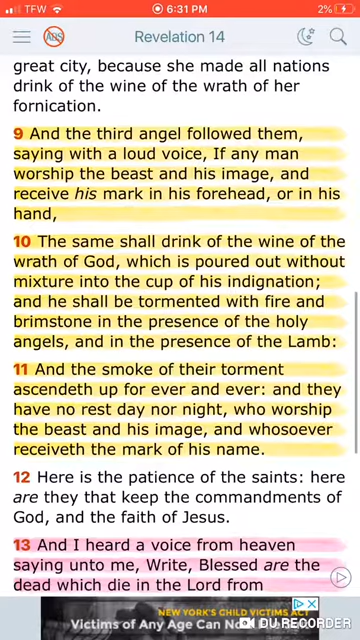 TFW
6:31 PM
2%
ADS
Revelation 14
great city, because she made all nations
drink of the wine of the wrath of her
fornication.
9 And the third angel followed them,
saying with a loud voice, If any man
worship the beast and his image, and
receive his mark in his forehead, or in his
hand,
10 The same shall drink of the wine of the
wrath of God, which is poured out without
mixture into the cup of his indignation;
and he shall be tormented with fire and
brimstone in the presence of the holy
angels, and in the presence of the Lamb:
11 And the smoke of their torment
ascendeth up for ever and ever: and they
have no rest day nor night, who worship
the beast and his image, and whosoever
receiveth the mark of his name.
12 Here is the patience of the saints: here
are they that keep the commandments of
God, and the faith of Jesus.
13 And I heard a voice from heaven
saying unto me, Write, Blessed are the
dead which die in the Lord from
NEW YORK'S CHILD VICTIMS ACT
Victims of Any Age Can Now
DU RECORDER